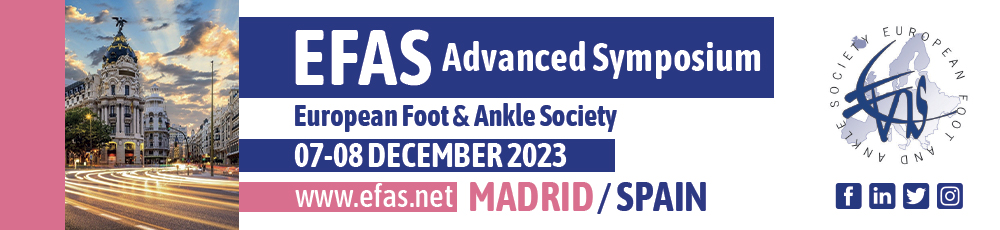 EFAS Advanced Symposium
European Foot & Ankle Society
07-08 DECEMBER 2023
www.efas.net MADRID / SPAIN
EUROPEAN FOOT AND ANKLE SOCIETY
EFAS